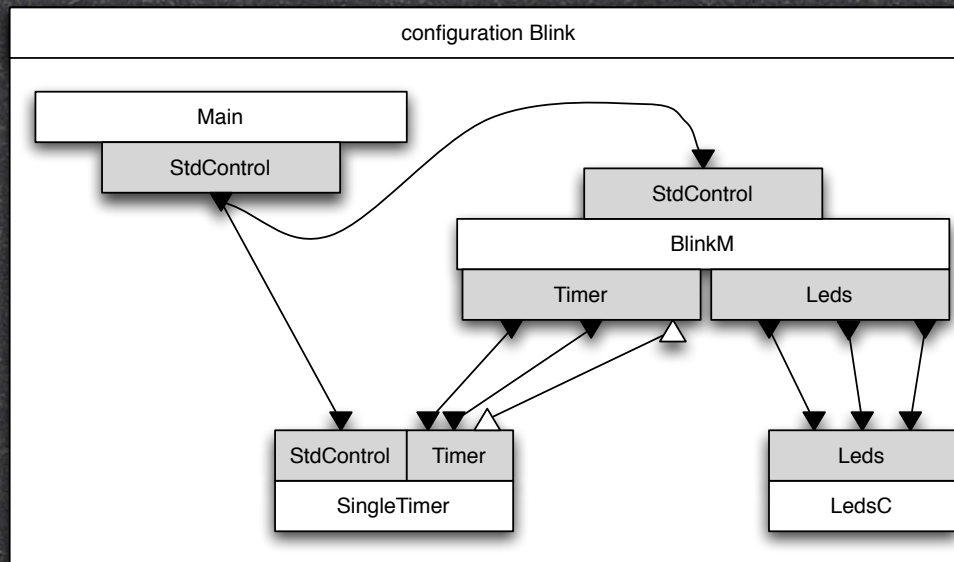 configuration Blink
Main
StdControl
StdControl
BlinkM
Timer Leds
StdControl Timer Leds
SingleTimer LedsC